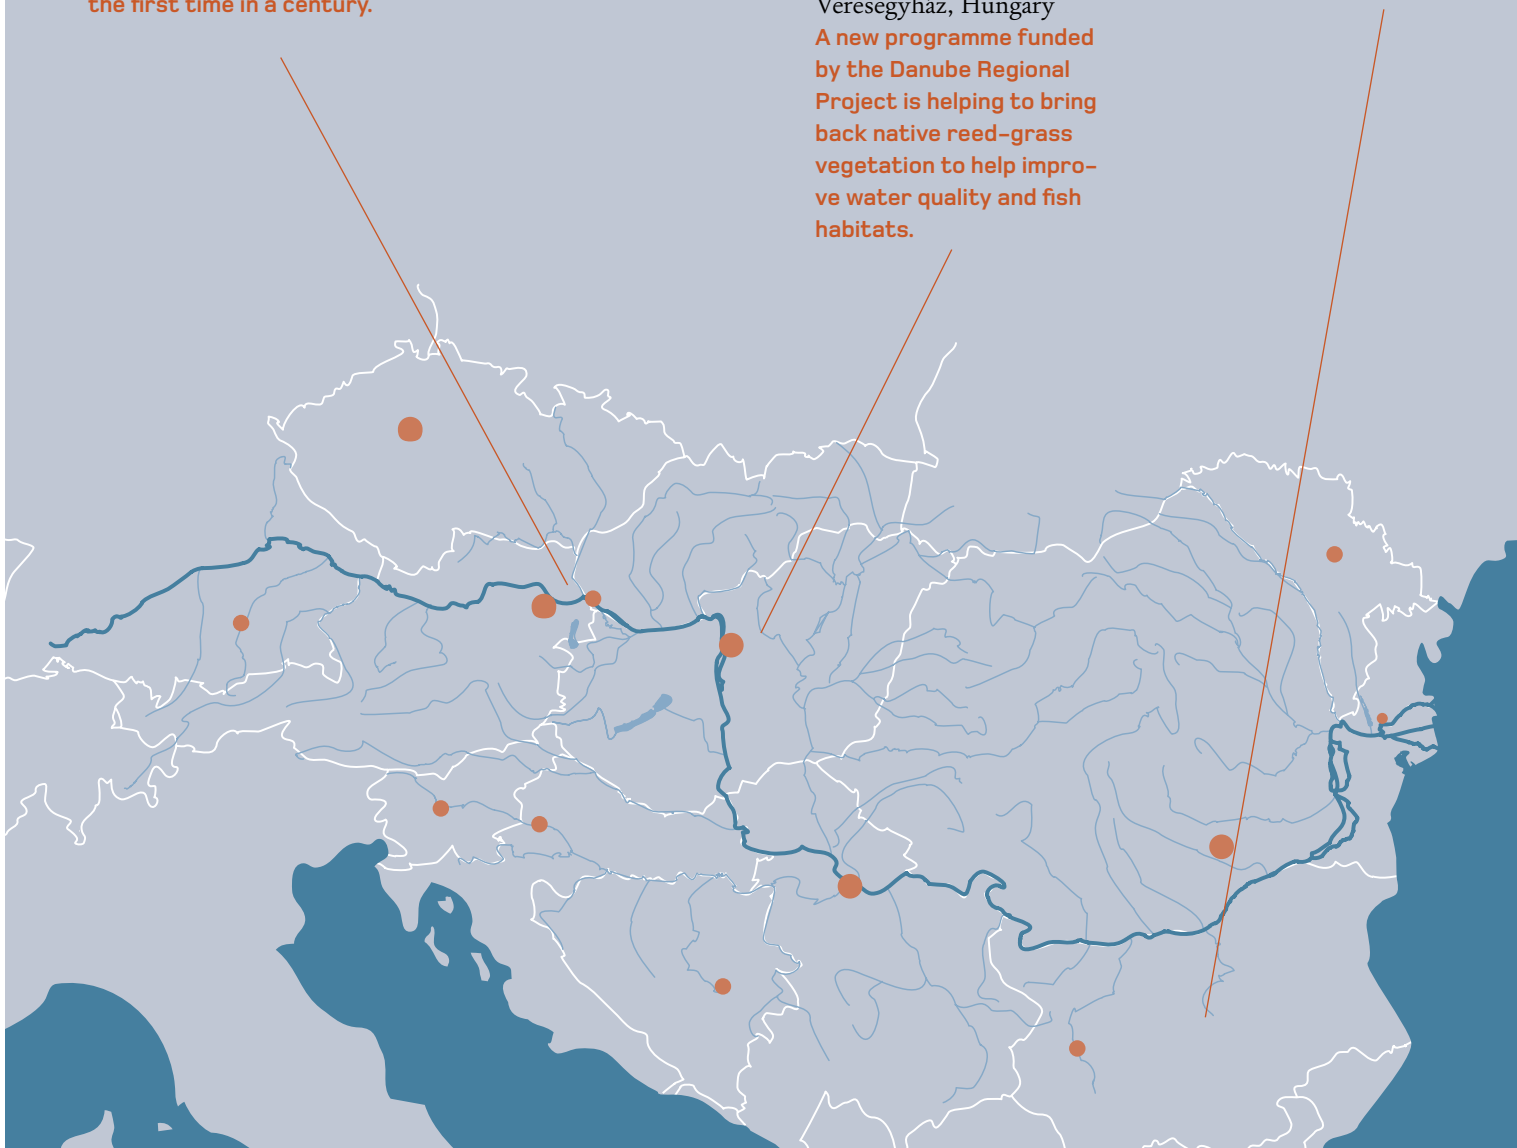 the first time in a century.
Veresegyház, Hungary
A new programme funded
by the Danube Regional
Project is helping to bring
back native reed-grass
vegetation to help impro-
ve water quality and fish
habitats.